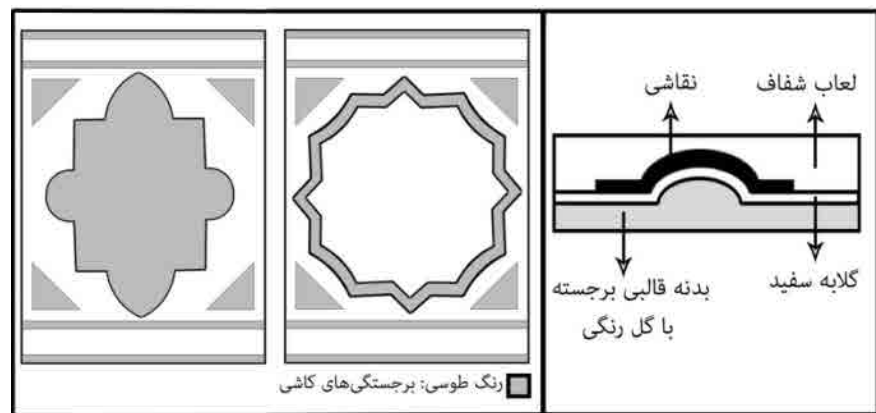 لعاب شفاف
نقاشی
گلابه سفید
بدنه قالبی برجسته
با گل رنگی
رنگ طوسی: برجستگی‌های کاشی